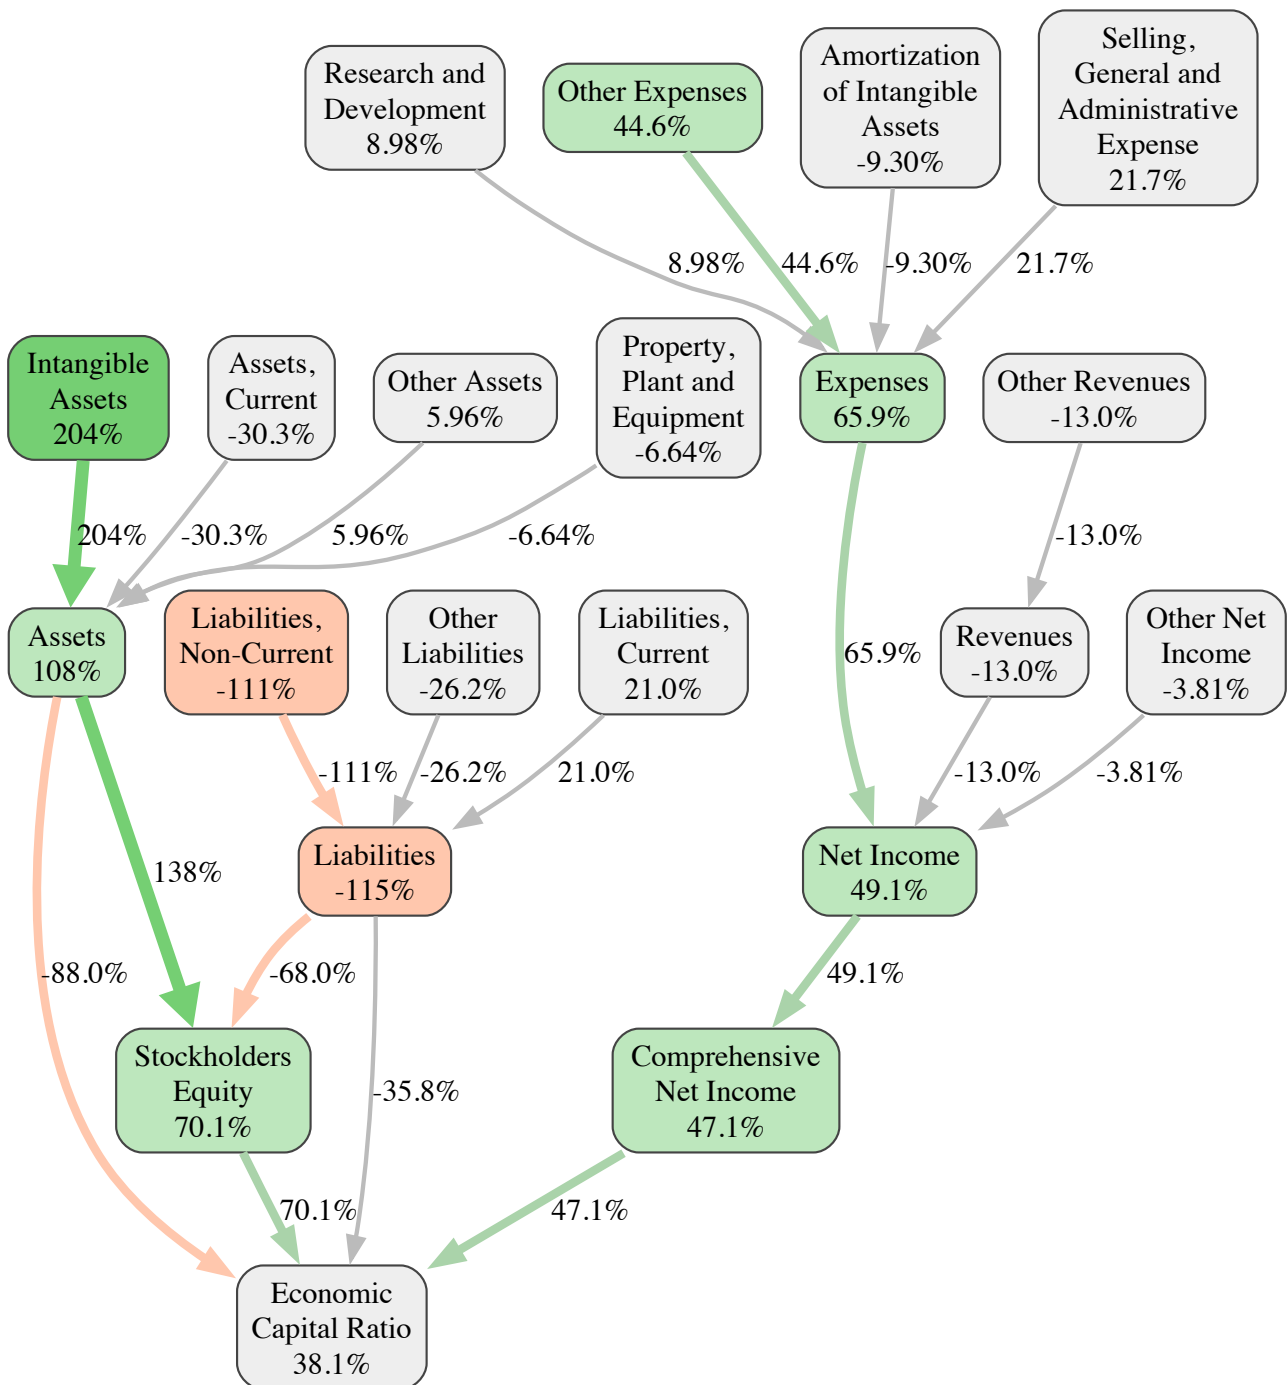 Research and
Development
8.98%
Other Expenses
44.6%
Amortization
of Intangible
Assets
-9.30%
Selling,
General and
Administrative
Expense
21.7%
8.98%
44.6%
-9.30%
21.7%
Intangible
Assets
204%
Assets,
Current
-30.3%
Other Assets
5.96%
Property,
Plant and
Equipment
-6.64%
Expenses
65.9%
Other Revenues
-13.0%
204%
-30.3%
5.96%
-6.64%
-13.0%
Assets
108%
Liabilities,
Non-Current
-111%
Other
Liabilities
-26.2%
Liabilities,
Current
21.0%
65.9%
Revenues
-13.0%
Other Net
Income
-3.81%
-111%
-26.2%
21.0%
-13.0%
-3.81%
138%
Liabilities
-115%
Net Income
49.1%
-88.0%
-68.0%
49.1%
Stockholders
Equity
70.1%
-35.8%
Comprehensive
Net Income
47.1%
70.1%
47.1%
Economic
Capital Ratio
38.1%